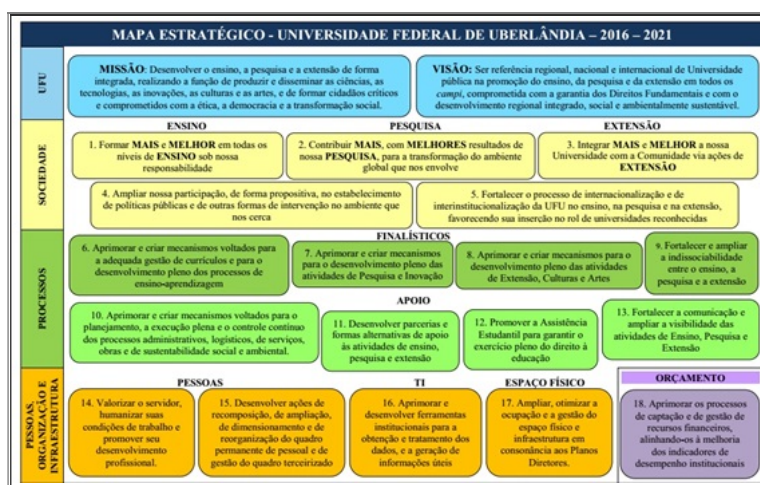 MAPA ESTRATÉGICO - UNIVERSIDADE FEDERAL DE UBERLÂNDIA – 2016 – 2021
UFU
MISSÃO: Desenvolver o ensino, a pesquisa e a extensão de forma
integrada, realizando a função de produzir e disseminar as ciências, as
tecnologias, as inovações, as culturas e as artes, e de formar cidadãos críticos
e comprometidos com a ética, a democracia e a transformação social.
VISÃO: Ser referência regional, nacional e internacional de Universidade
pública na promoção do ensino, da pesquisa e da extensão em todos os
campi, comprometida com a garantia dos Direitos Fundamentais e com o
desenvolvimento regional integrado, social e ambientalmente sustentável.
SOCIEDADE
ENSINO
1. Formar MAIS e MELHOR em todas os
níveis de ENSINO sob nossa
responsabilidade
PESQUISA
2. Contribuir MAIS, com MELHORES resultados de
nossa PESQUISA, para a transformação do ambiente
global que nos envolve
EXTENSÃO
3. Integrar MAIS e MELHOR a nossa
Universidade com a Comunidade via ações de
EXTENSÃO
4. Ampliar nossa participação, de forma propositiva, no estabelecimento
de políticas públicas e de outras formas de intervenção no ambiente que
nos cerca
5. Fortalecer o processo de internacionalização e de
interinstitucionalização da UFU no ensino, na pesquisa e na extensão,
favorecendo sua inserção no rol de universidades reconhecidas
PROCESSOS
FINALÍSTICOS
6. Aprimorar e criar mecanismos voltados para
a adequada gestão de currículos e para o
desenvolvimento pleno dos processos de
ensino-aprendizagem
7. Aprimorar e criar mecanismos
para o desenvolvimento pleno das
atividades de Pesquisa e Inovação
8. Aprimorar e criar mecanismos para o
desenvolvimento pleno das atividades
de Extensão, Culturas e Artes
9. Fortalecer e ampliar
a indissociabilidade
entre o ensino, a
pesquisa e a extensão
APOIO
10. Aprimorar e criar mecanismos voltados para o
planejamento, a execução plena e o controle contínuo
dos processos administrativos, logísticos, de serviços,
obras e de sustentabilidade social e ambiental.
11. Desenvolver parcerias e
formas alternativas de apoio
às atividades de ensino,
pesquisa e extensão
12. Promover a Assistência
Estudantil para garantir o
exercício pleno do direito à
educação
13. Fortalecer a comunicação e
ampliar a visibilidade das
atividades de Ensino, Pesquisa e
Extensão
PESSOAS,
ORGANIZAÇÃO E
INFRAESTRUTURA
PESSOAS
14. Valorizar o servidor,
humanizar suas
condições de trabalho e
promover seu
desenvolvimento
profissional.
15. Desenvolver ações de
recomposição, de ampliação,
de dimensionamento e de
reorganização do quadro
permanente de pessoal e de
gestão do quadro terceirizado
TI
16. Aprimorar e
desenvolver ferramentas
institucionais para a
obtenção e tratamento dos
dados, e a geração de
informações úteis
ESPAÇO FÍSICO
17. Ampliar, otimizar a
ocupação e a gestão do
espaço físico e
infraestrutura em
consonância aos Planos
Diretores.
ORÇAMENTO
18. Aprimorar os processos
de captação e de gestão de
recursos financeiros,
alinhando-os à melhoria
dos indicadores de
desempenho institucionais